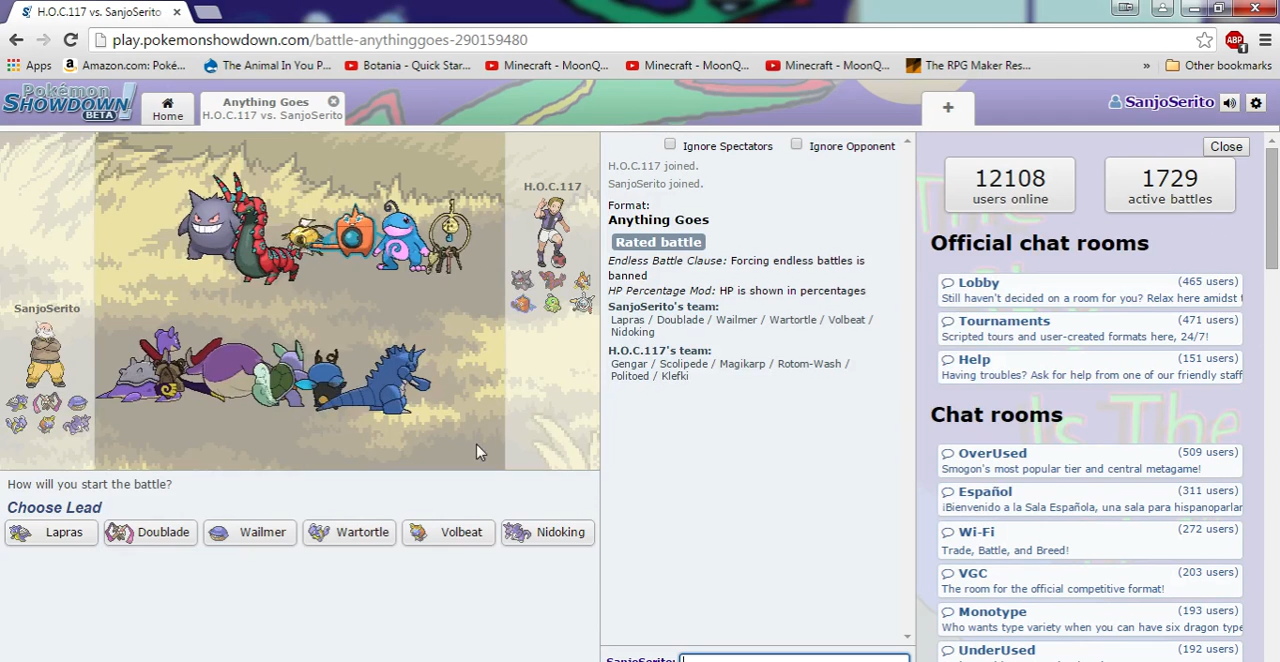 H.O.C.117 vs. SanjoSerito
play.pokemonshowdown.com/battle-anythinggoes-290159480
ABP
1
Apps
Amazon.com: Poké...
The Animal In You P...
Botania - Quick Star...
Minecraft - MoonQ...
Minecraft - MoonQ...
Minecraft - MoonQ...
The RPG Maker Res...
»
Other bookmarks
Pokémon
SHOWDOWN!
BETA
Home
Anything Goes
H.O.C.117 vs. SanjoSerito
+
SanjoSerito
H.O.C.117
SanjoSerito
How will you start the battle?
Choose Lead
Lapras
Doublade
Wailmer
Wartortle
Volbeat
Nidoking
Ignore Spectators
Ignore Opponent
H.O.C.117 joined.
SanjoSerito joined.
Format:
Anything Goes
Rated battle
Endless Battle Clause: Forcing endless battles is
banned
HP Percentage Mod: HP is shown in percentages
SanjoSerito's team:
Lapras / Doublade / Wailmer / Wartortle / Volbeat /
Nidoking
H.O.C.117's team:
Gengar / Scolipede / Magikarp / Rotom-Wash /
Politoed / Klefki
SanjoSerito:
Close
12108
users online
1729
active battles
Official chat rooms
Lobby
(465 users)
Still haven't decided on a room for you? Relax here amidst t
Tournaments
(471 users)
Singles and user-created formats here, 24/7!
Help
(151 users)
Having troubles? Ask for help from one of our friendly staff
Chat rooms
OverUsed
(509 users)
Smogon's most popular tier and central metagame!
Español
(311 users)
¡Bienvenido a la Sala Española, una sala para hispanoparlan
Wi-Fi
(272 users)
Trade, Battle, and Breed!
VGC
(203 users)
The room for the official competitive format!
Monotype
(193 users)
Who wants type variety when you can have six dragon type
UnderUsed
(192 users)